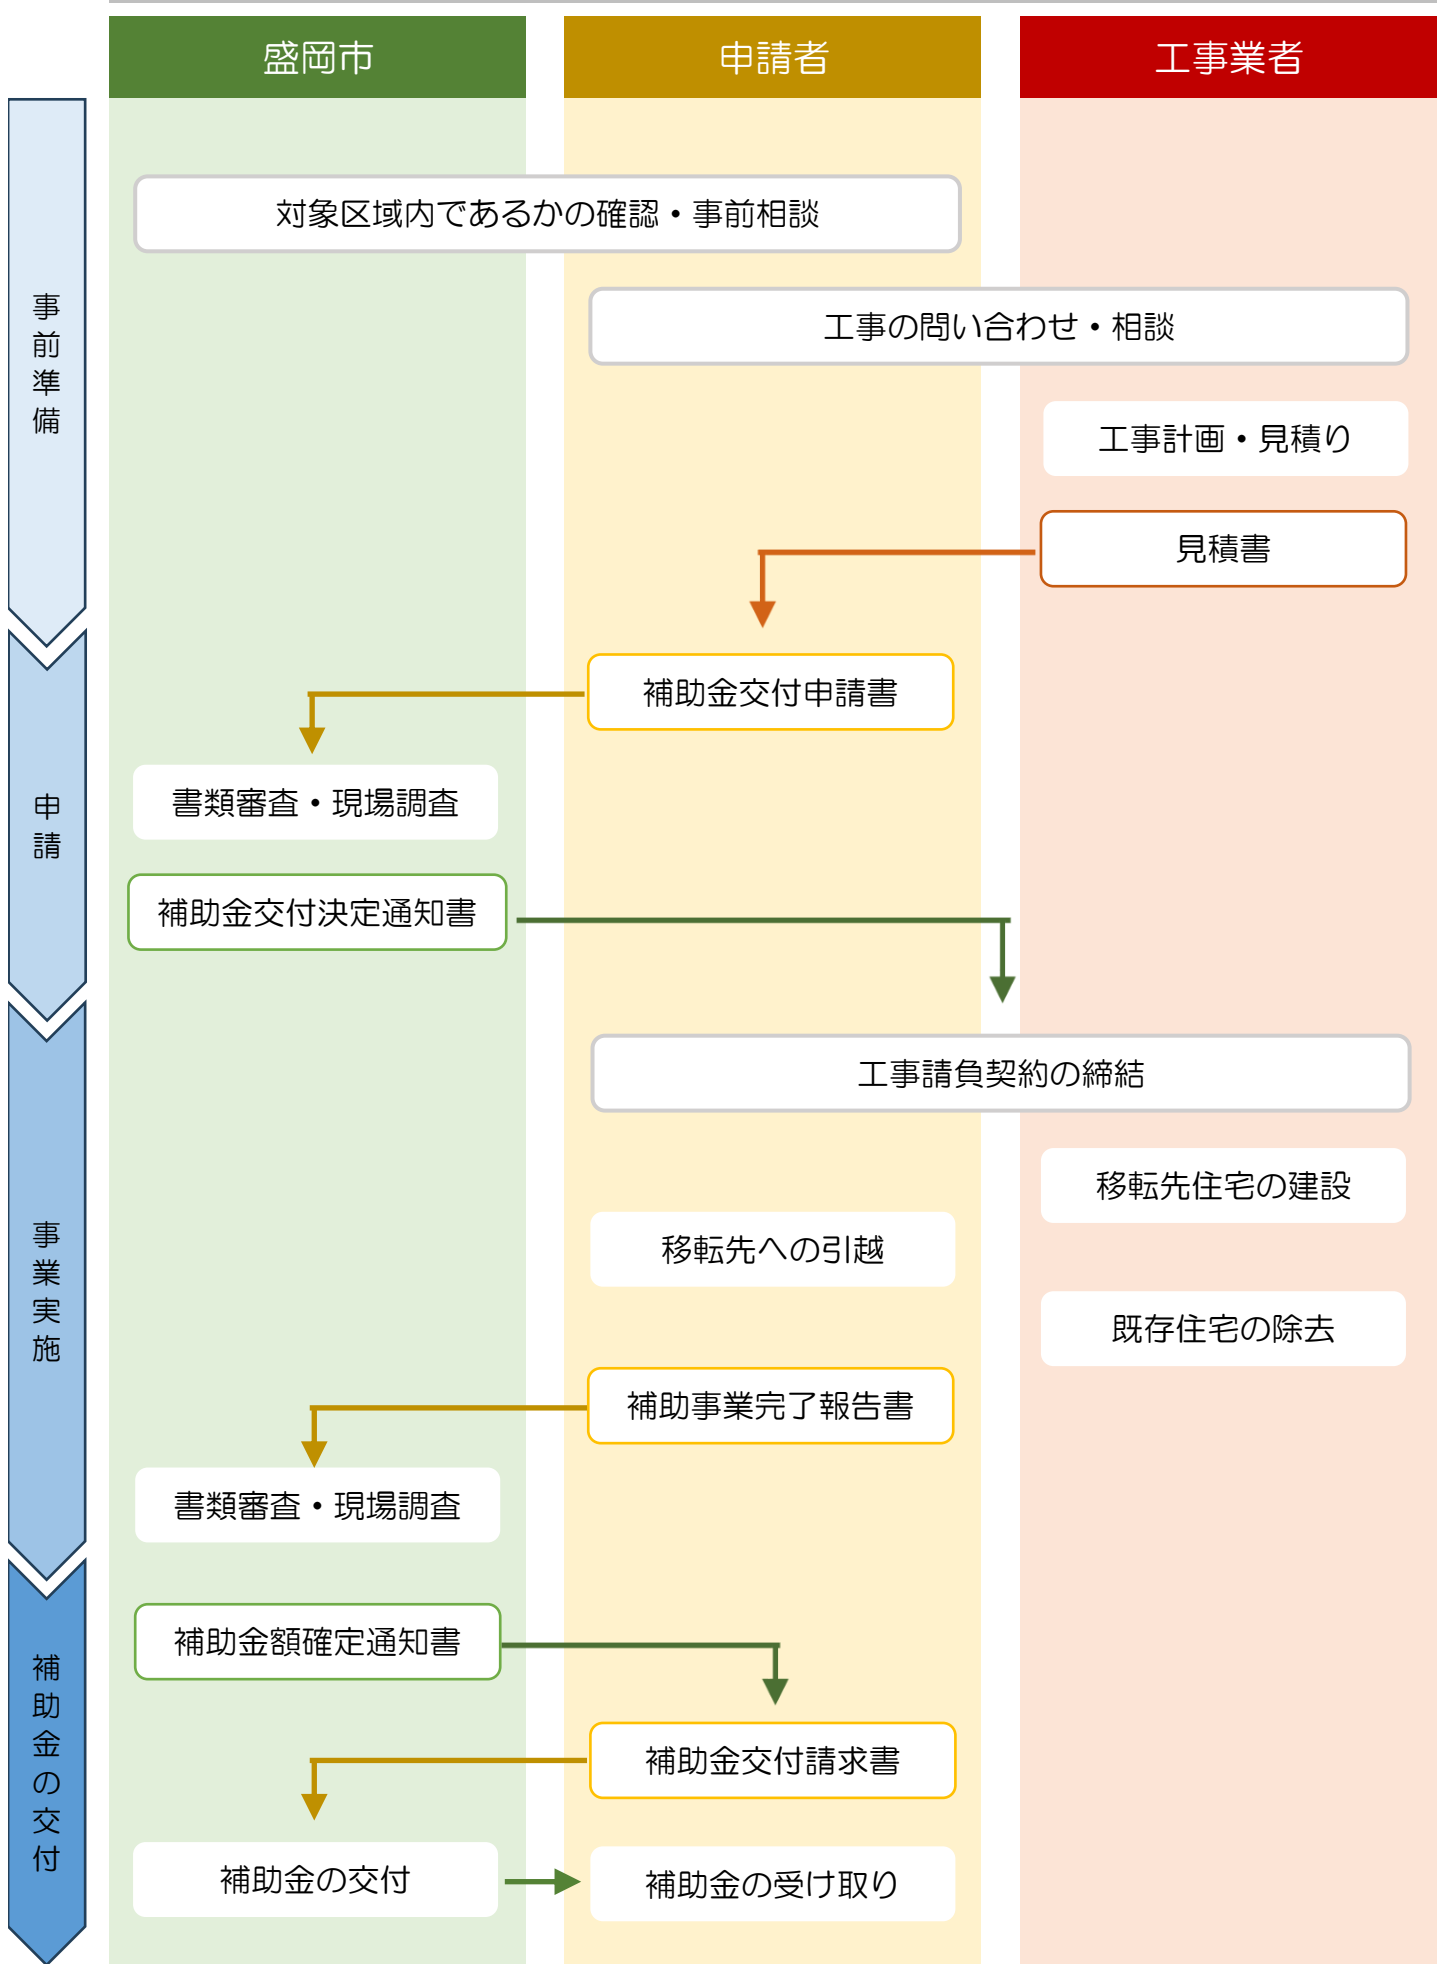 盛岡市
申請者
工事業者
事前準備
対象区域内であるかの確認・事前相談
工事の問い合わせ・相談
工事計画・見積り
見積書
申請
補助金交付申請書
書類審査・現場調査
補助金交付決定通知書
事業実施
工事請負契約の締結
移転先住宅の建設
移転先への引越
既存住宅の除去
補助事業完了報告書
書類審査・現場調査
補助金の交付
補助金額確定通知書
補助金交付請求書
補助金の交付
補助金の受け取り